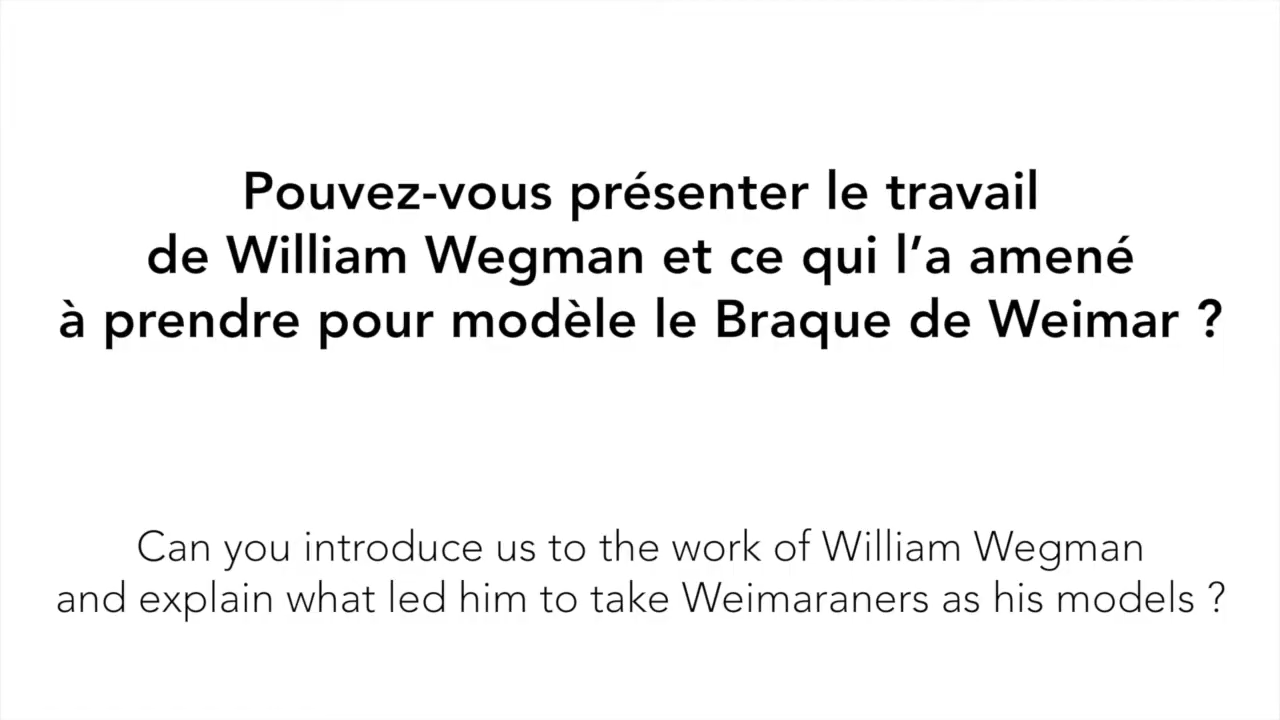 Pouvez-vous présenter le travail
de William Wegman et ce qui l’a amené
à prendre pour modèle le Braque de Weimar ?
Can you introduce us to the work of William Wegman
and explain what led him to take Weimaraners as his models ?